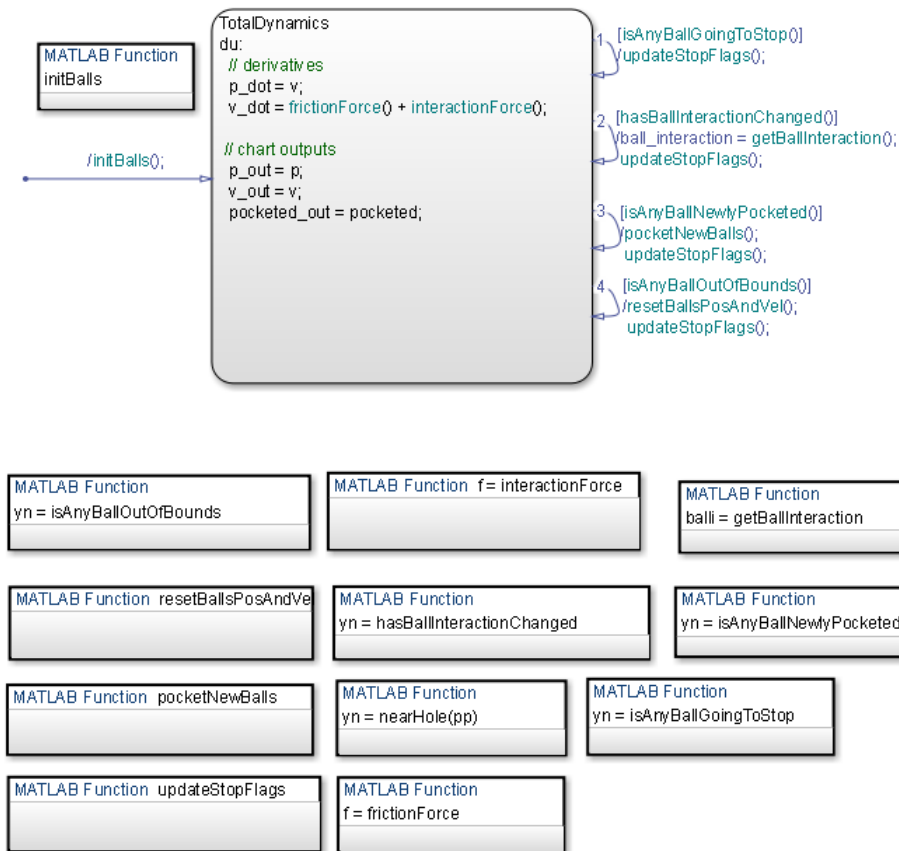 TotalDynamics
du:
// derivatives
p_dot = v;
v_dot = frictionForce() + interactionForce();
// chart outputs
p_out = p;
v_out = v;
pocketed_out = pocketed;
MATLAB Function
initBalls
/initBalls();
1
[isAnyBallGoingToStop()]
/updateStopFlags();
2
[hasBallInteractionChanged()]
/ball_interaction = getBallInteraction();
updateStopFlags();
3
[isAnyBallNewlyPocketed()]
/pocketNewBalls();
updateStopFlags();
4
[isAnyBallOutOfBounds()]
/resetBallsPosAndVel();
updateStopFlags();
MATLAB Function
yn = isAnyBallOutOfBounds
MATLAB Function f = interactionForce
MATLAB Function
balli = getBallInteraction
MATLAB Function resetBallsPosAndVe
MATLAB Function
yn = hasBallInteractionChanged
MATLAB Function
yn = isAnyBallNewlyPocketed
MATLAB Function pocketNewBalls
MATLAB Function
yn = nearHole(pp)
MATLAB Function
yn = isAnyBallGoingToStop
MATLAB Function updateStopFlags
MATLAB Function
f = frictionForce